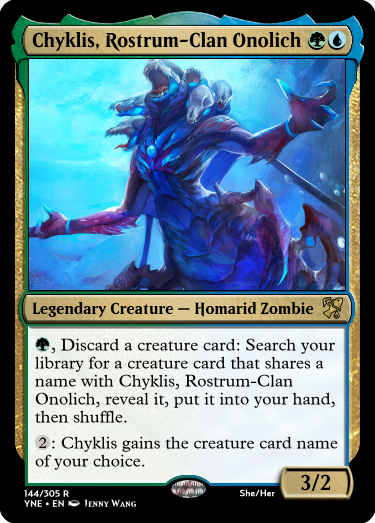 Chyklis, Rostrum-Clan Onolich
Legendary Creature — Homarid Zombie
, Discard a creature card: Search your
library for a creature card that shares a
name with Chyklis, Rostrum-Clan
Onolich, reveal it, put it into your hand,
then shuffle.
2: Chyklis gains the creature card name
of your choice.
3/2
144/305 R
She/Her
YNE • EN Jenny Wang